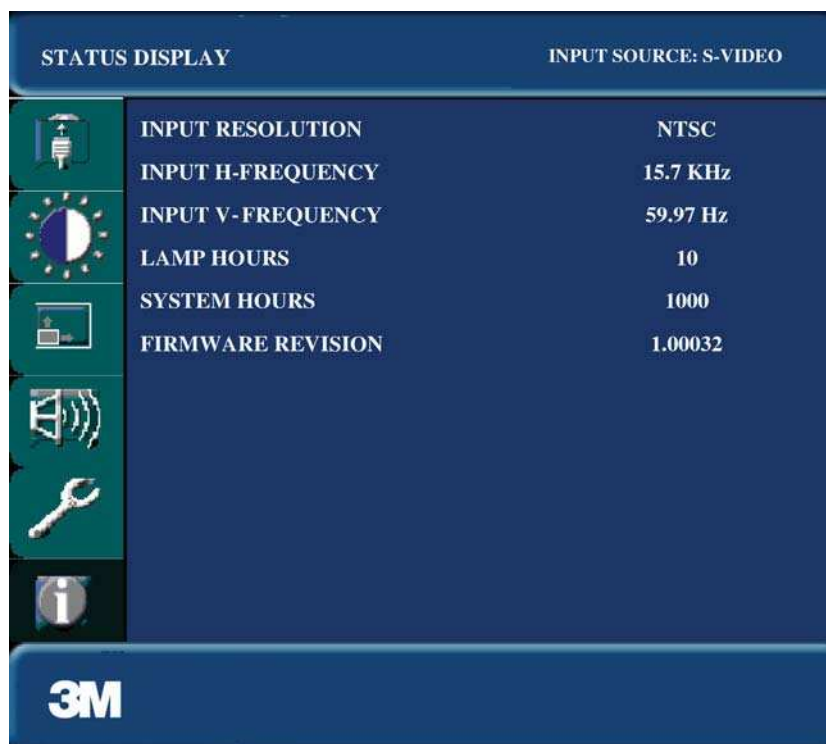 STATUS DISPLAY INPUT SOURCE: S-VIDEO
INPUT RESOLUTION NTSC
INPUT H-FREQUENCY 15.7 KHz
INPUT V-FREQUENCY 59.97 Hz
LAMP HOURS 10
SYSTEM HOURS 1000
FIRMWARE REVISION 1.00032
i
3M